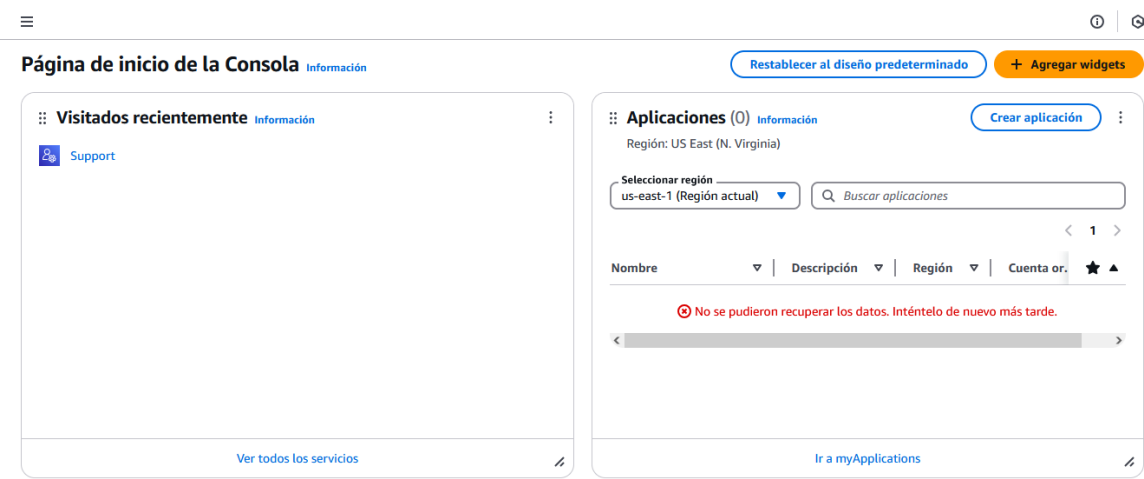 Página de inicio de la Consola Información
Restablecer al diseño predeterminado
+ Agregar widgets
Visitados recientemente Información
Support
Ver todos los servicios
Aplicaciones (0) Información
Crear aplicación
Región: US East (N. Virginia)
Seleccionar región
us-east-1 (Región actual)
Buscar aplicaciones
1
Nombre Descripción Región Cuenta or.
No se pudieron recuperar los datos. Inténtelo de nuevo más tarde.
Ir a myApplications